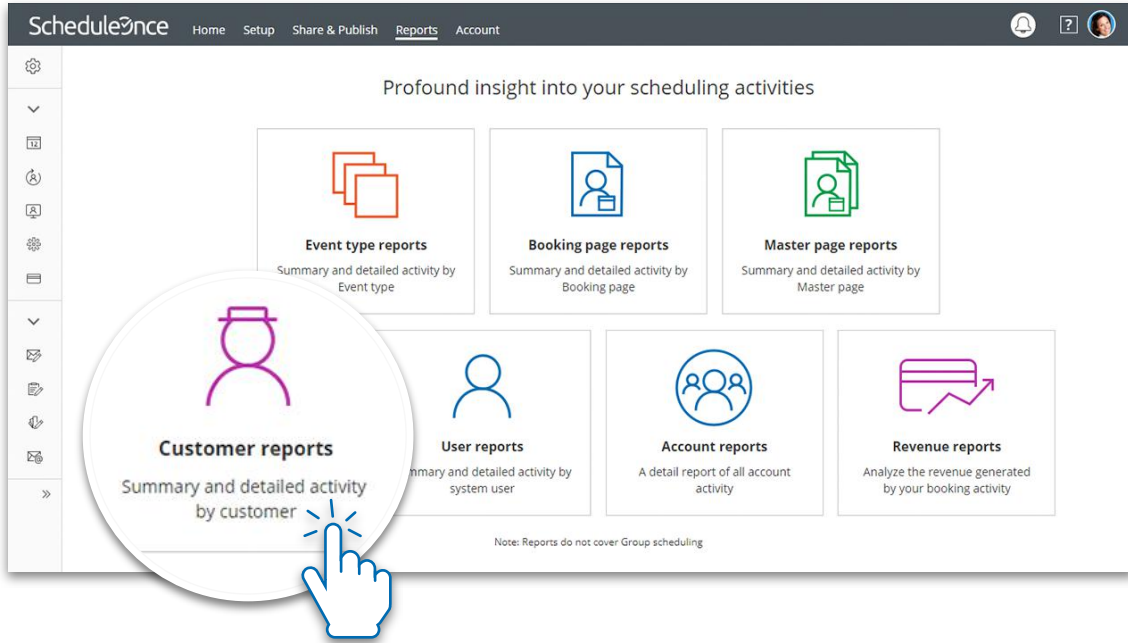 ScheduleOnce Home Setup Share & Publish Reports Account ?
Profound insight into your scheduling activities
12
Event type reports
Summary and detailed activity by
Event type
Booking page reports
Summary and detailed activity by
Booking page
Master page reports
Summary and detailed activity by
Master page
Customer reports
Summary and detailed activity
by customer
User reports
and detailed activity by
system user
Account reports
A detail report of all account
activity
Revenue reports
Analyze the revenue generated
by your booking activity
Note: Reports do not cover Group scheduling